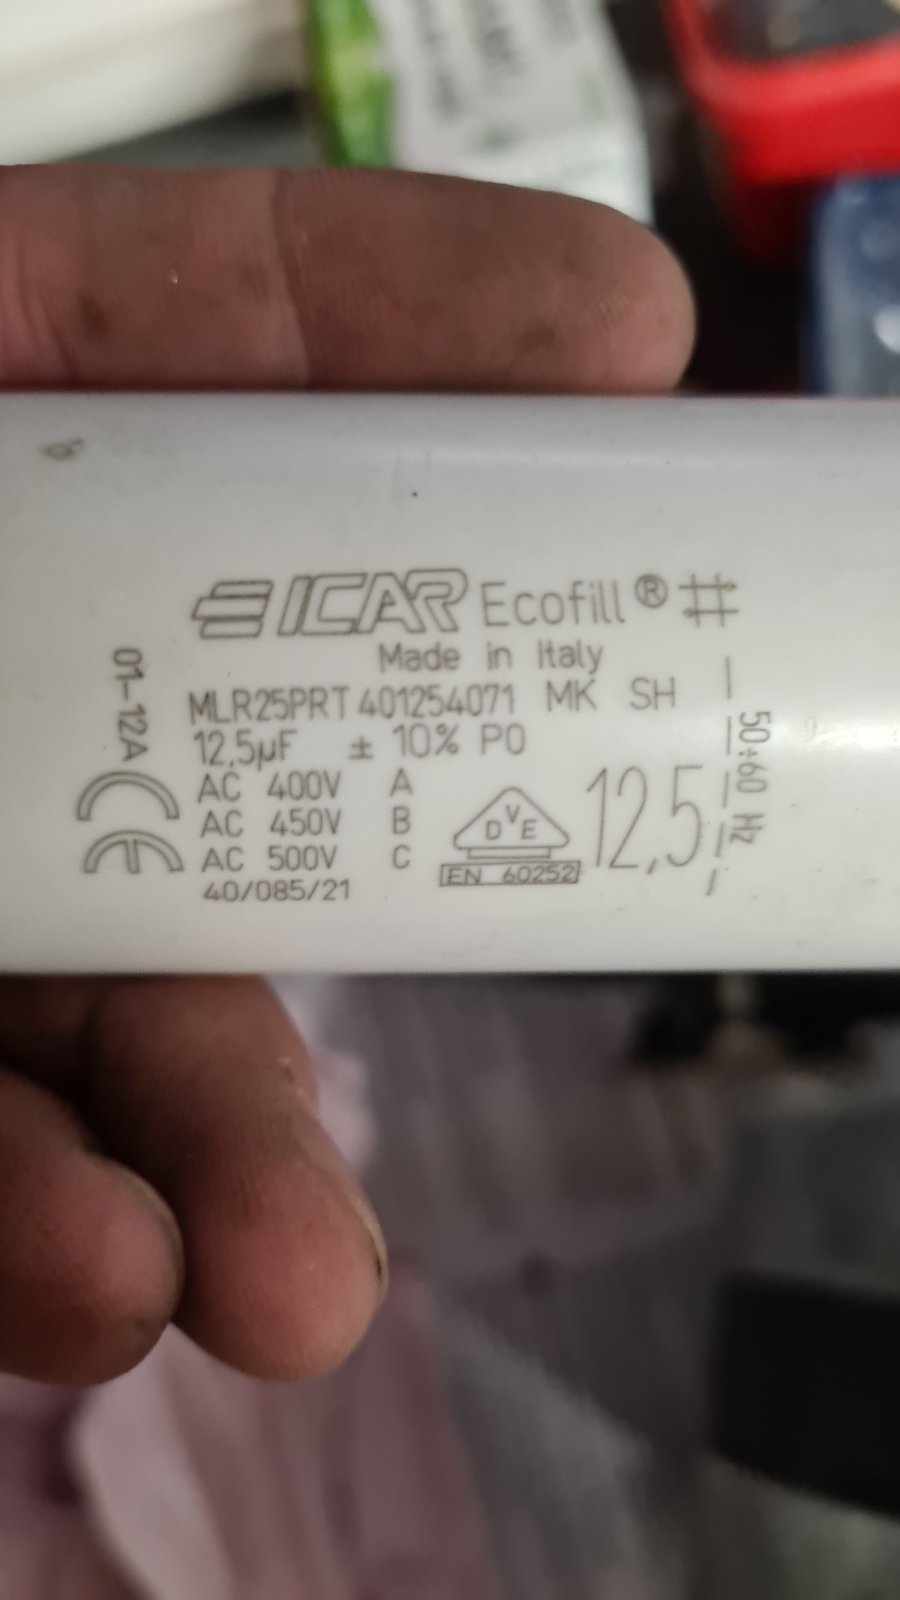 ICAR Ecofill®
Made in Italy
MLR25PRT 401254071 MK SH
12,5µF ± 10% P0
AC 400V A
AC 450V B
AC 500V C
40/085/21
01-12A
CE
DVE
EN 60252
12,5
50÷60 Hz